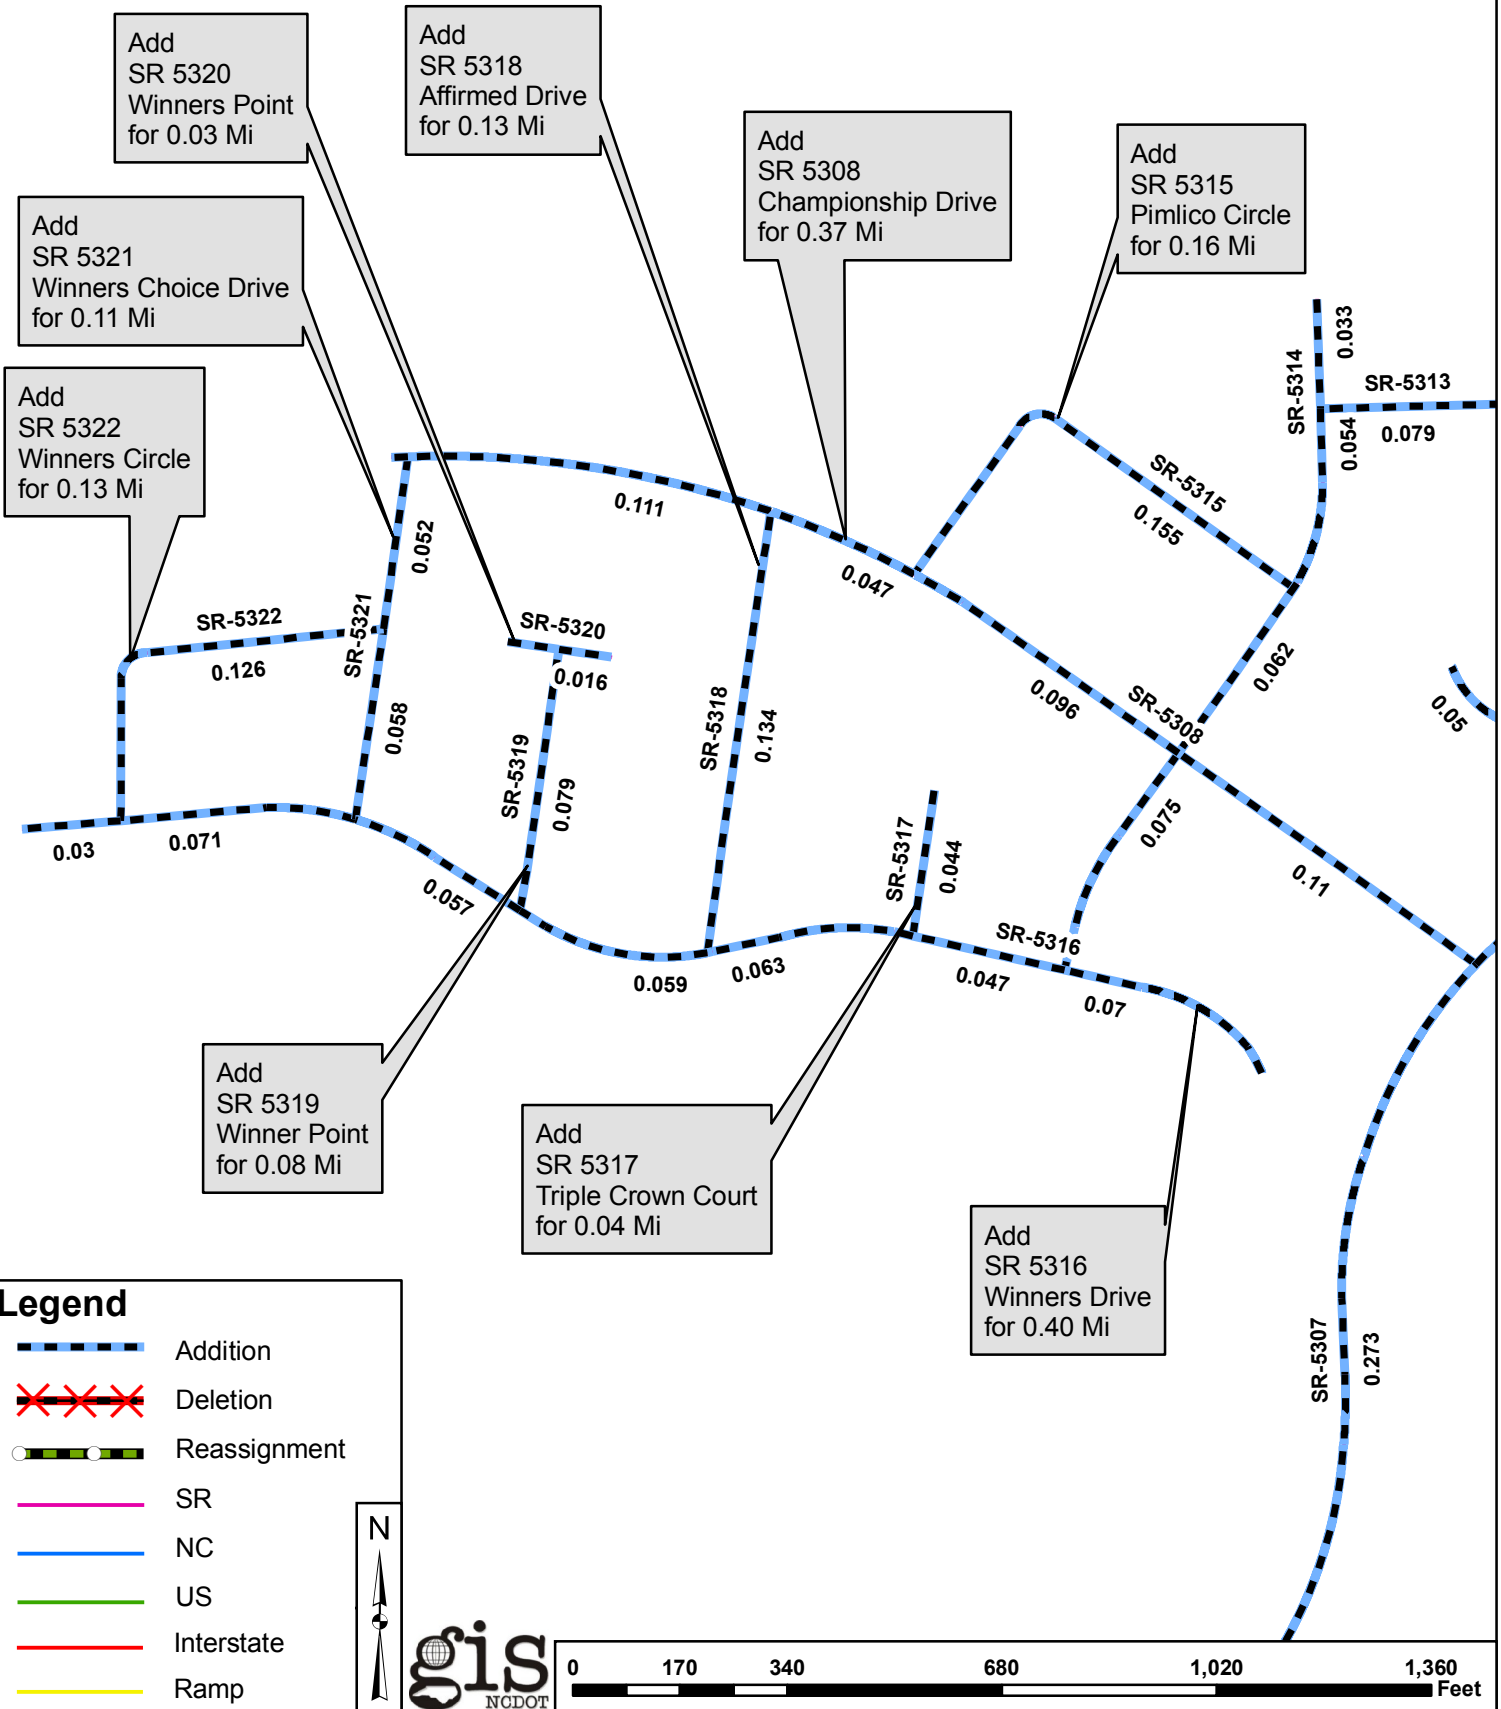 Add
SR 5320
Winners Point
for 0.03 Mi
Add
SR 5318
Affirmed Drive
for 0.13 Mi
Add
SR 5308
Championship Drive
for 0.37 Mi
Add
SR 5315
Pimlico Circle
for 0.16 Mi
Add
SR 5321
Winners Choice Drive
for 0.11 Mi
Add
SR 5322
Winners Circle
for 0.13 Mi
0.033
SR-5314
SR-5313
0.054
0.079
SR-5315
0.155
0.111
0.052
0.047
SR-5322
0.126
SR-5321
SR-5320
0.016
0.058
SR-5318
0.134
0.062
0.096
SR-5308
0.05
SR-5319
0.079
0.075
0.03
0.071
SR-5317
0.044
0.11
0.057
SR-5316
0.059
0.063
0.047
0.07
Add
SR 5319
Winner Point
for 0.08 Mi
Add
SR 5317
Triple Crown Court
for 0.04 Mi
Add
SR 5316
Winners Drive
for 0.40 Mi
SR-5307
0.273
Legend
Addition
Deletion
Reassignment
SR
NC
US
Interstate
Ramp
N
gis
NCDOT
0 170 340 680 1,020 1,360
Feet